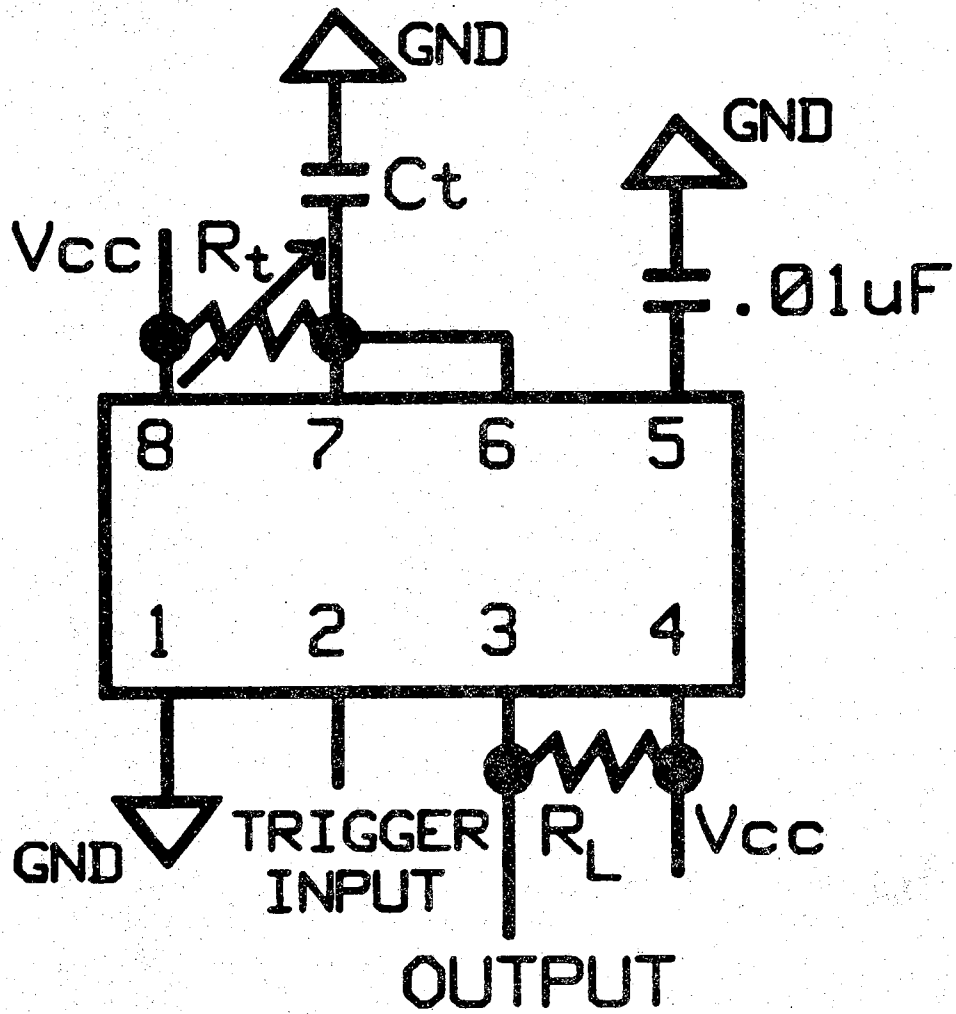 GND
GND
Ct
Vcc
Rt
.01uF
8 7 6 5
1 2 3 4
GND
TRIGGER
INPUT
RL
Vcc
OUTPUT